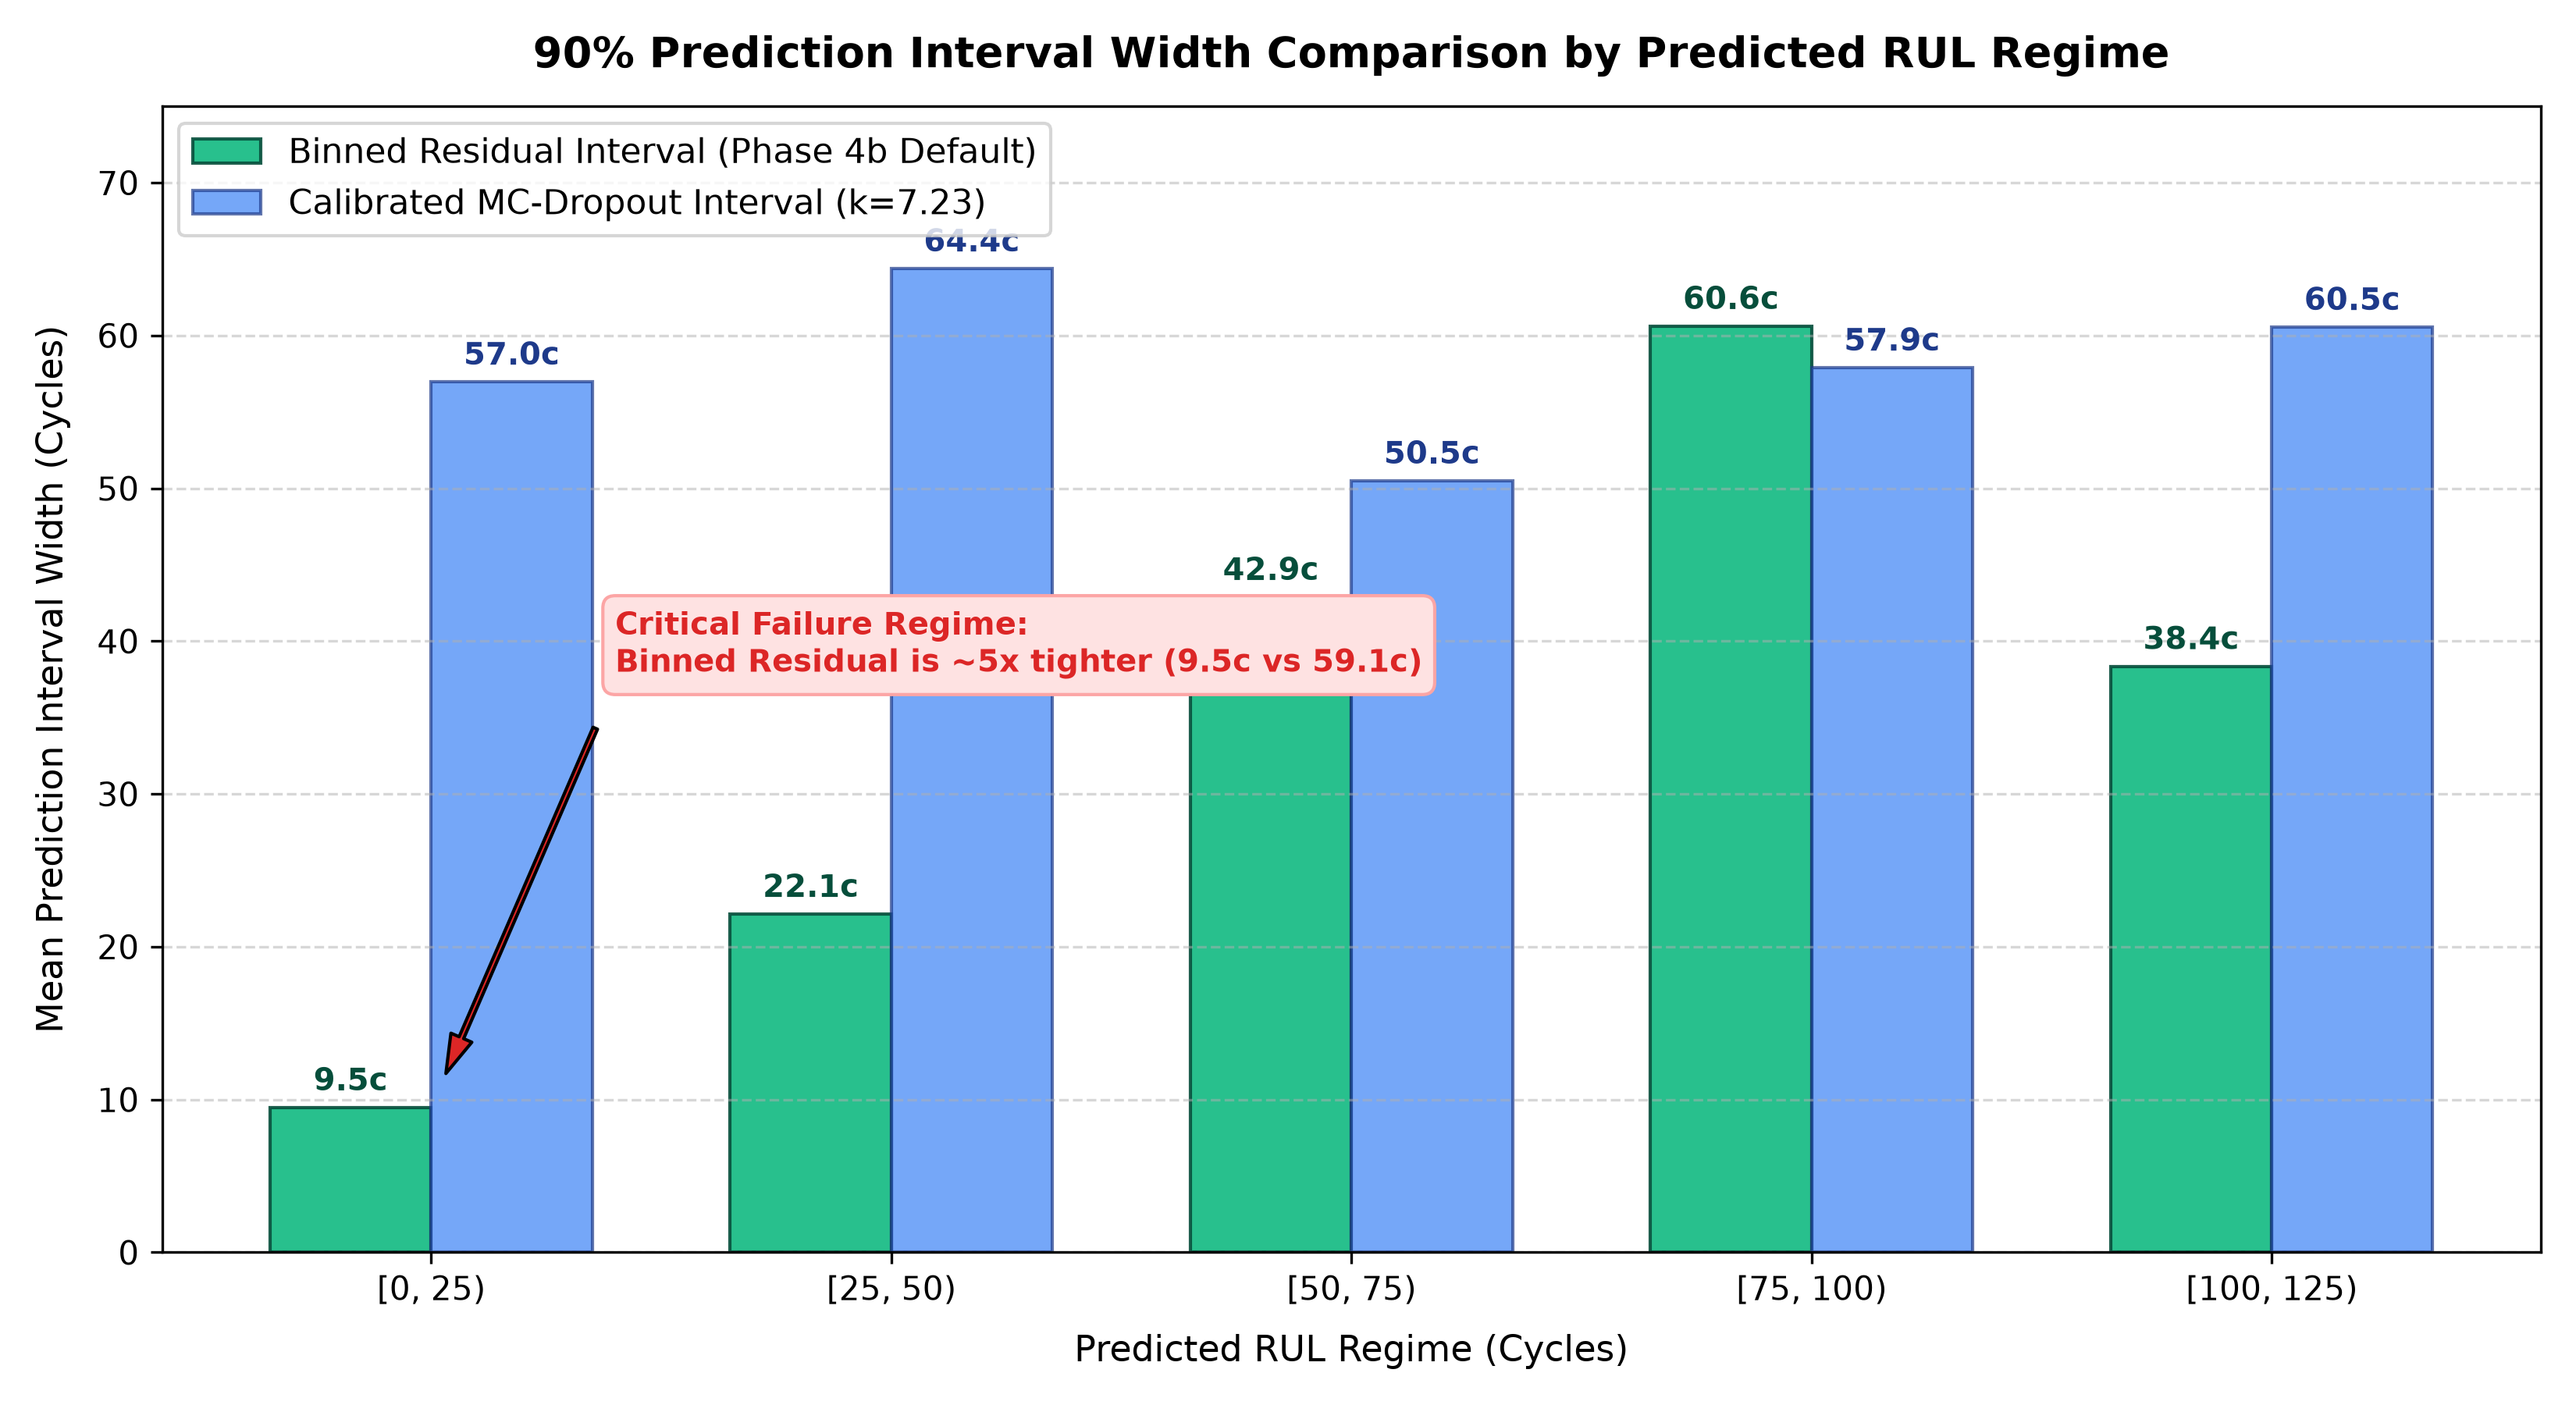 90% Prediction Interval Width Comparison by Predicted RUL Regime
Binned Residual Interval (Phase 4b Default)
Calibrated MC-Dropout Interval (k=7.23)
Mean Prediction Interval Width (Cycles)
70
60
50
40
30
20
10
0
9.5c
57.0c
22.1c
64.4c
42.9c
50.5c
60.6c
57.9c
38.4c
60.5c
Critical Failure Regime:
Binned Residual is ~5x tighter (9.5c vs 59.1c)
[0, 25)
[25, 50)
[50, 75)
[75, 100)
[100, 125)
Predicted RUL Regime (Cycles)